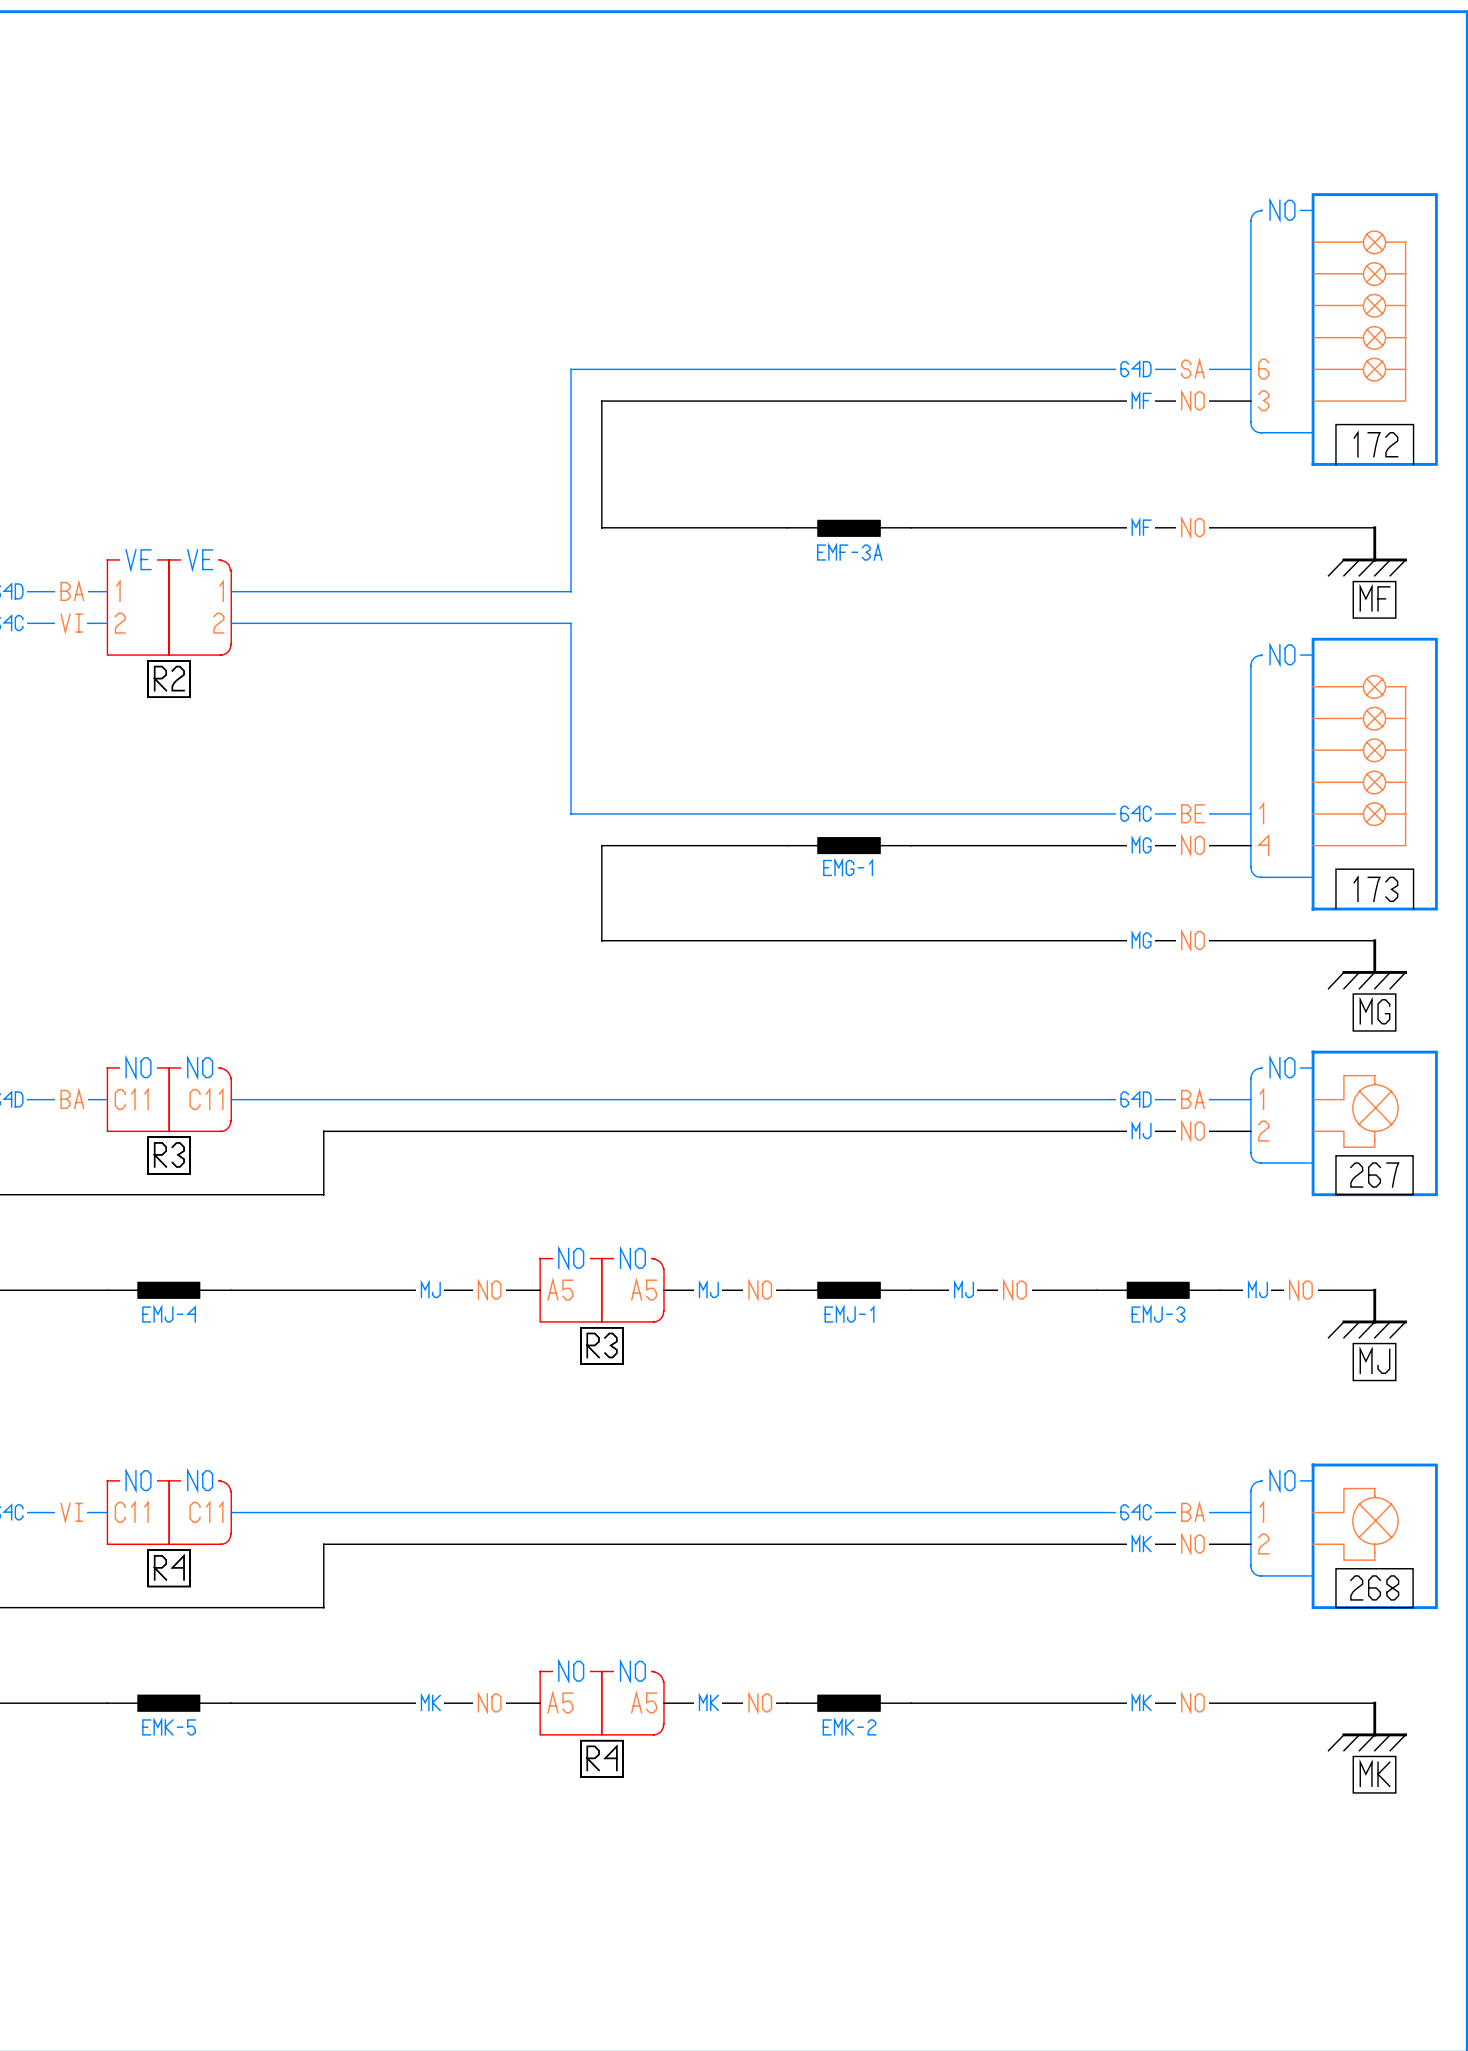 NO
64D SA 6
MF NO 3
172
EMF-3A MF NO
MF
VE VE
4D BA 1 1
4C VI 2 2
R2
NO
64C BE 1
MG NO 4
EMG-1
173
MG NO
MG
NO NO
4D BA C11 C11
R3
NO
64D BA 1
MJ NO 2
267
NO NO
MJ NO A5 A5 MJ NO MJ NO MJ NO
EMJ-4 EMJ-1 EMJ-3
R3
MJ
NO NO
4C VI C11 C11
R4
NO
64C BA 1
MK NO 2
268
NO NO
MK NO A5 A5 MK NO MK NO
EMK-5 EMK-2
R4
MK